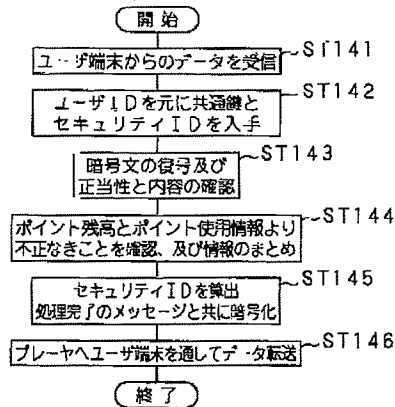 開始
ユーザ端末からのデータを受信
ST141
ユーザIDを元に共通鍵と
セキュリティIDを入手
ST142
暗号文の復号及び
正当性と内容の確認
ST143
ポイント残高とポイント使用情報より
不正なきことを確認、及び情報のまとめ
ST144
セキュリティIDを算出
処理完了のメッセージと共に暗号化
ST145
プレーヤへユーザ端末を通してデータ転送
ST146
終了